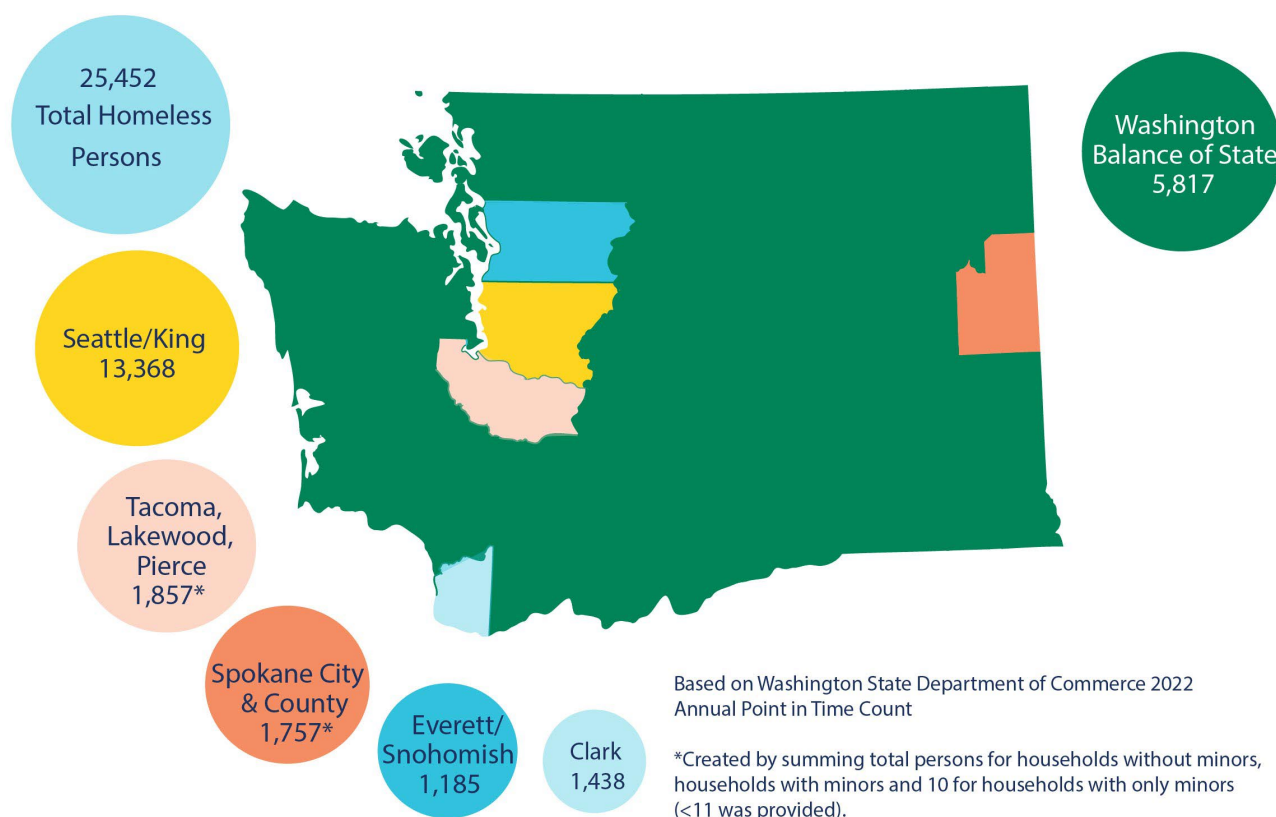 25,452
Total Homeless
Persons
Washington
Balance of State
5,817
Seattle/King
13,368
Tacoma,
Lakewood,
Pierce
1,857*
Spokane City
& County
1,757*
Everett/
Snohomish
1,185
Clark
1,438
Based on Washington State Department of Commerce 2022
Annual Point in Time Count
*Created by summing total persons for households without minors,
households with minors and 10 for households with only minors
(<11 was provided).